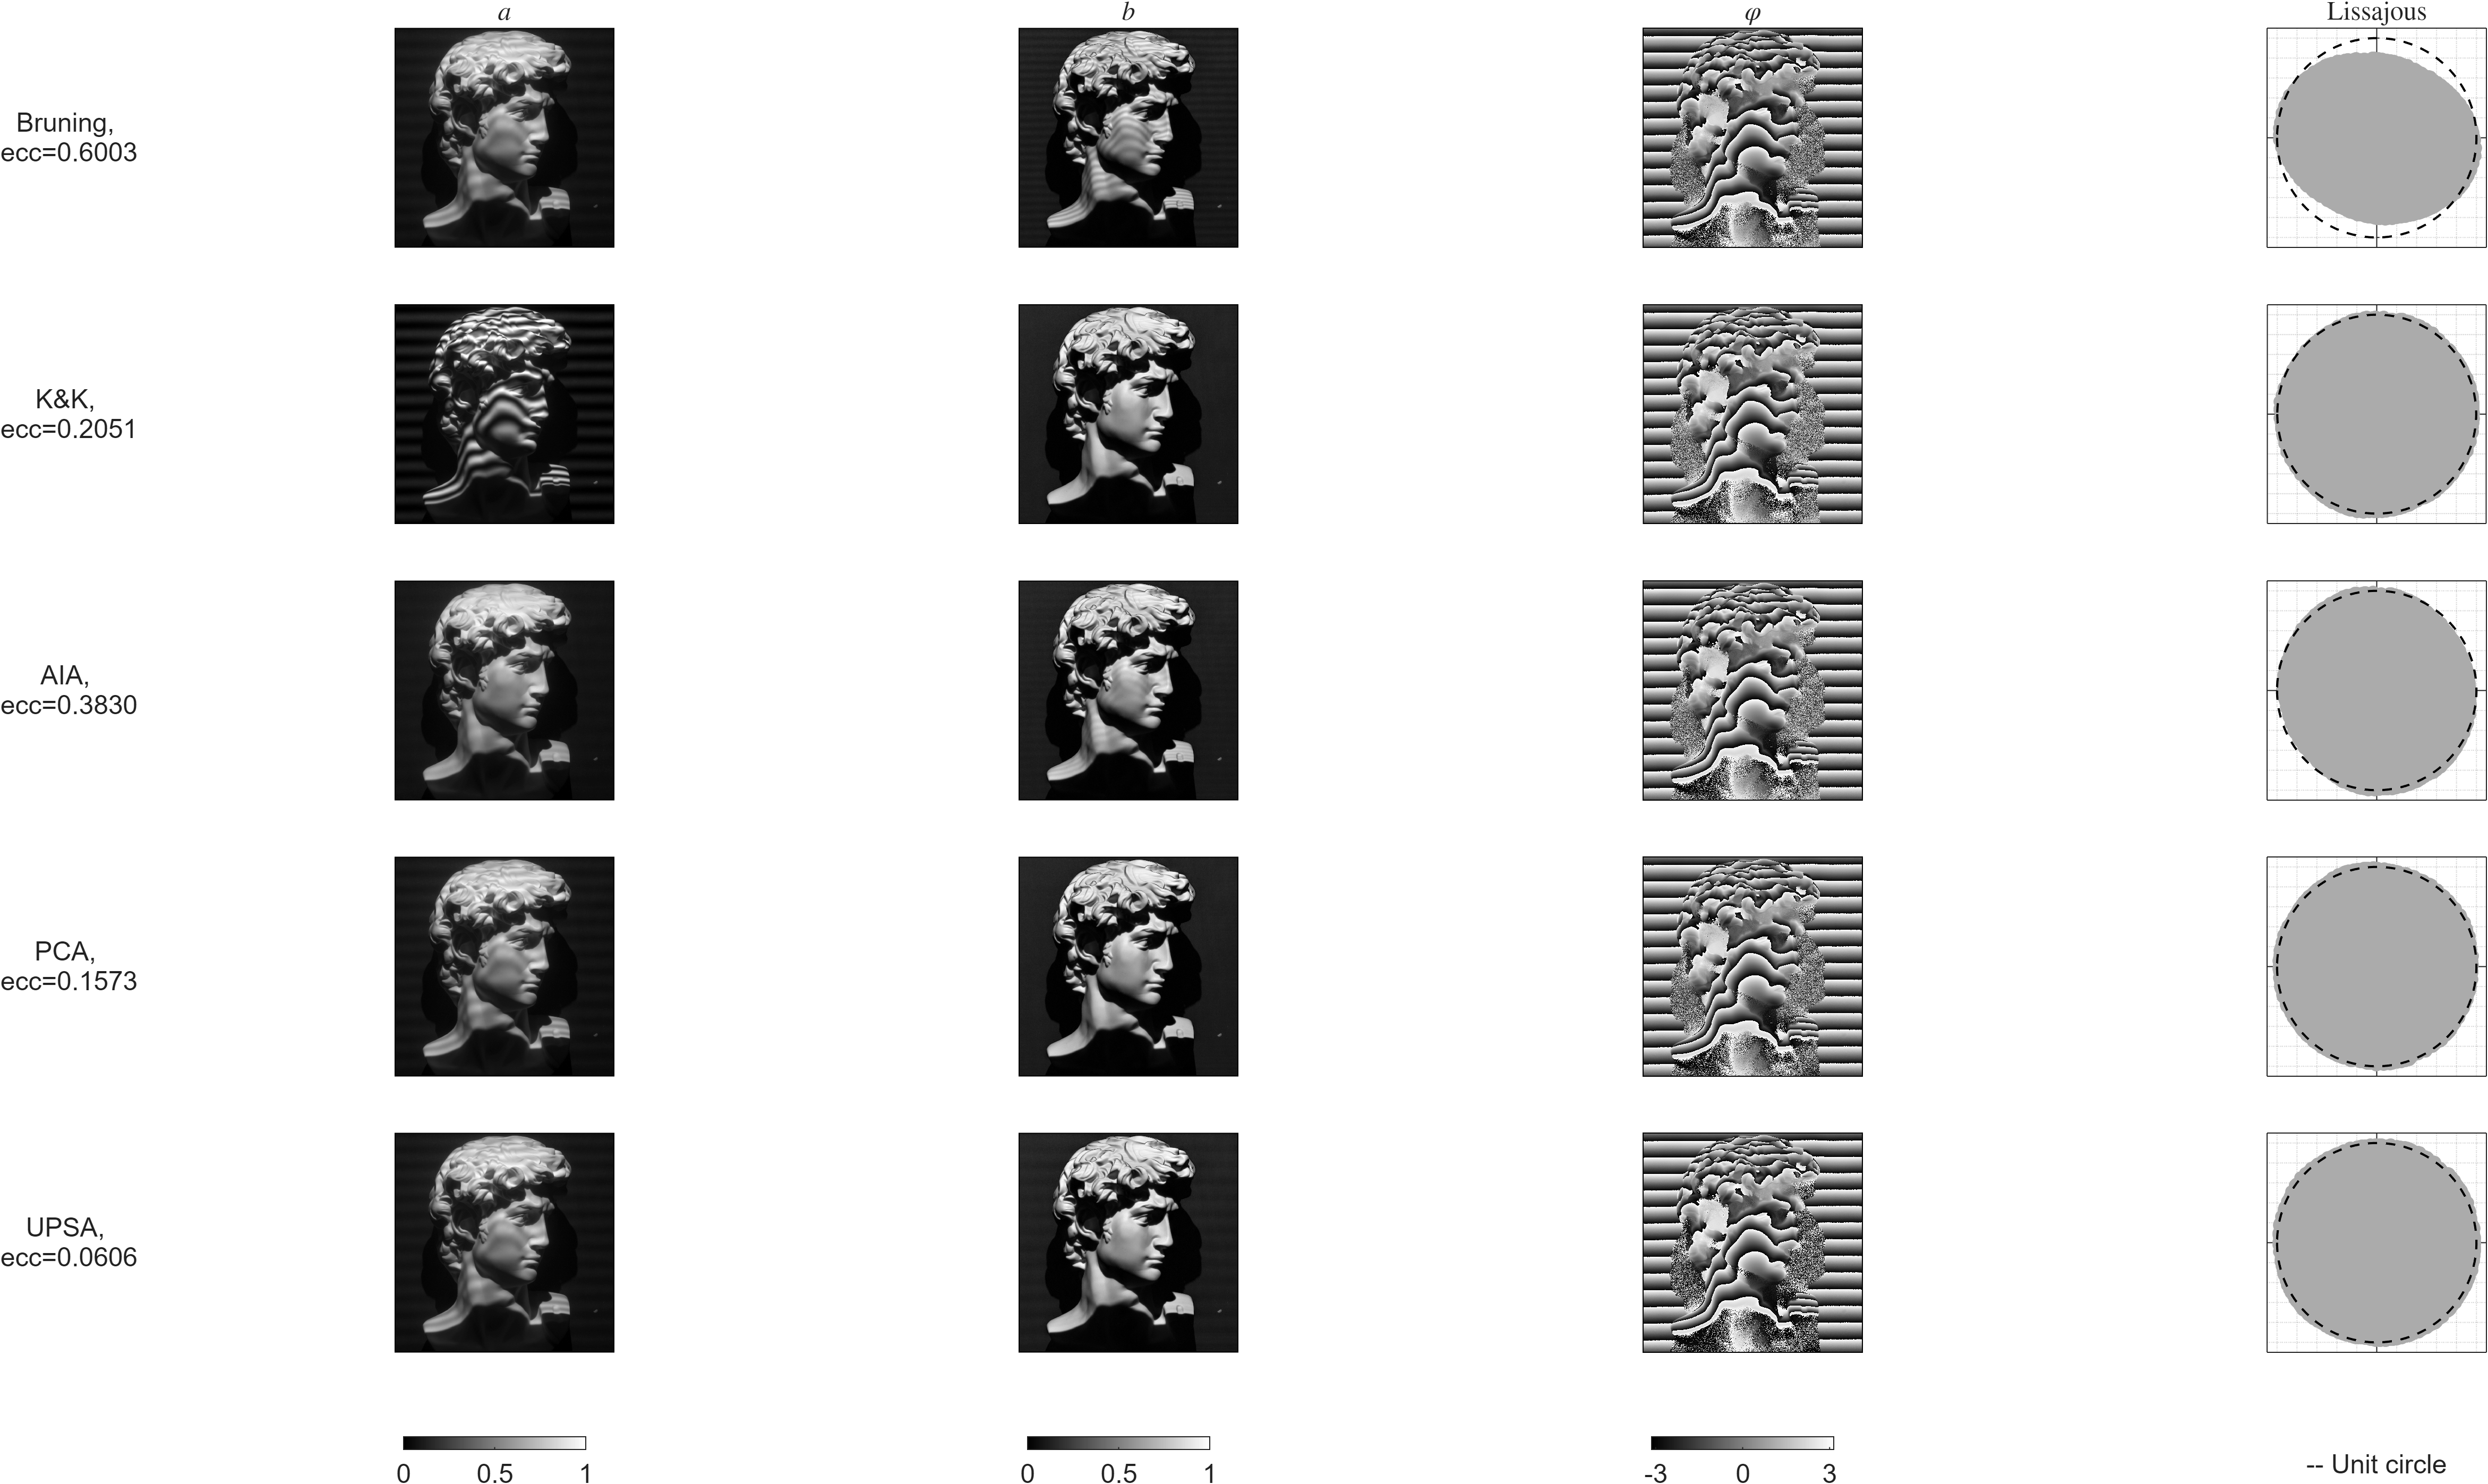 a b φ Lissajous
Bruning,
ecc=0.6003
K&K,
ecc=0.2051
AIA,
ecc=0.3830
PCA,
ecc=0.1573
UPSA,
ecc=0.0606
0 0.5 1 0 0.5 1 -3 0 3 -- Unit circle